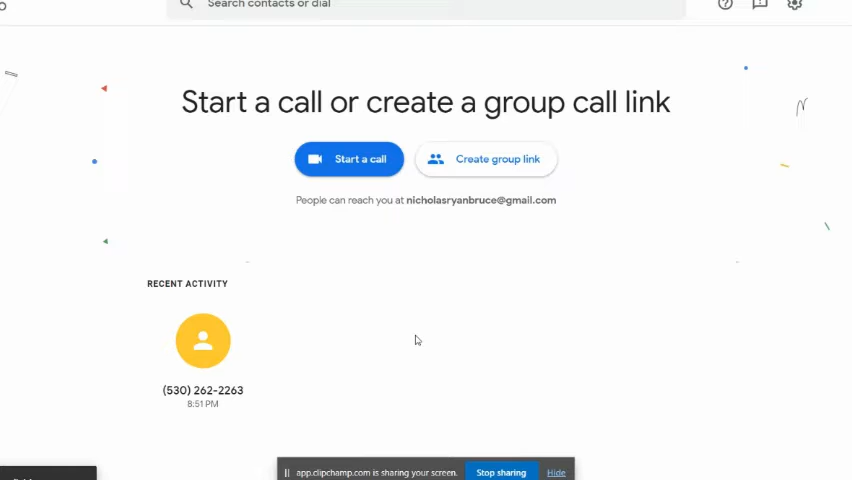 Search contacts or dial
Start a call or create a group call link
Start a call
Create group link
People can reach you at nicholasryanbruce@gmail.com
RECENT ACTIVITY
(530) 262-2263
8:51 PM
app.clipchamp.com is sharing your screen.
Stop sharing
Hide